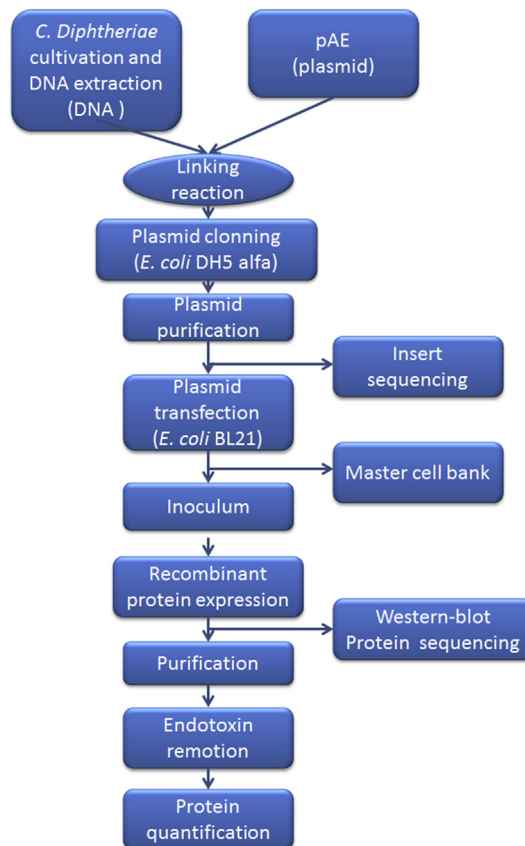 C. Diphtheriae
cultivation and
DNA extraction
(DNA )
pAE
(plasmid)
Linking
reaction
Plasmid clonning
(E. coli DH5 alfa)
Plasmid
purification
Insert
sequencing
Plasmid
transfection
(E. coli BL21)
Master cell bank
Inoculum
Recombinant
protein expression
Western-blot
Protein sequencing
Purification
Endotoxin
remotion
Protein
quantification